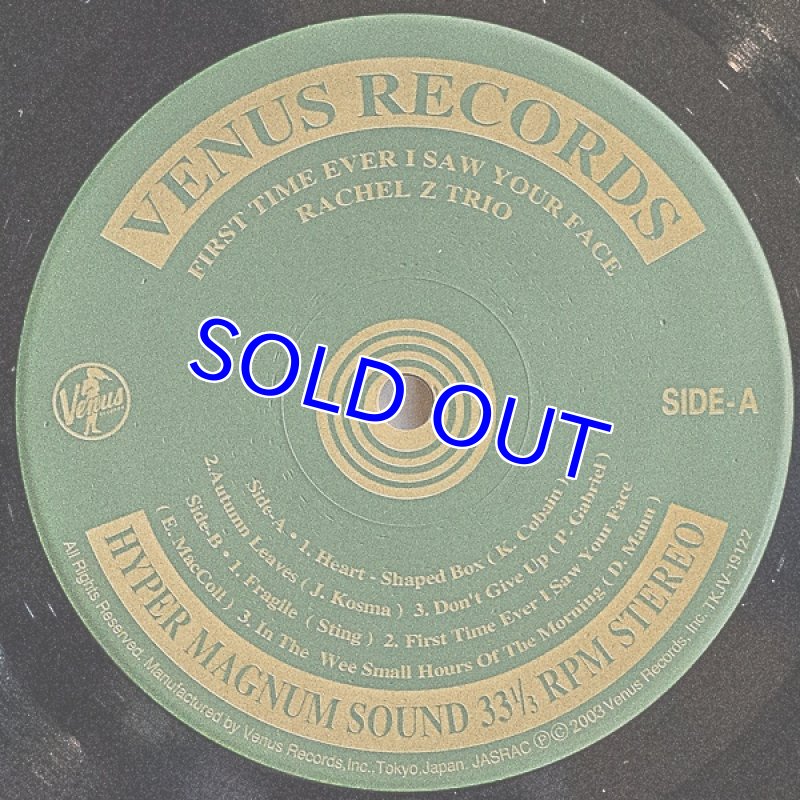 VENUS RECORDS
FIRST TIME EVER I SAW YOUR FACE
RACHEL Z TRIO
Venus
SIDE-A
SOLD OUT
Side-A • 1. Heart - Shaped Box ( K. Cobain )
2.Autumn Leaves ( J. Kosma ) 3. Don't Give Up ( P. Gabriel )
Side-B • 1. Fragile ( Sting ) 2. First Time Ever I Saw Your Face
( E. MacColl ) 3. In The Wee Small Hours Of The Morning ( D. Mann )
HYPER MAGNUM SOUND 33⅓ RPM STEREO
All Rights Reserved. Manufactured by Venus Records,Inc.,Tokyo,Japan. JASRAC ⓅⒸ 2003 Venus Records,Inc. TKJV-19122